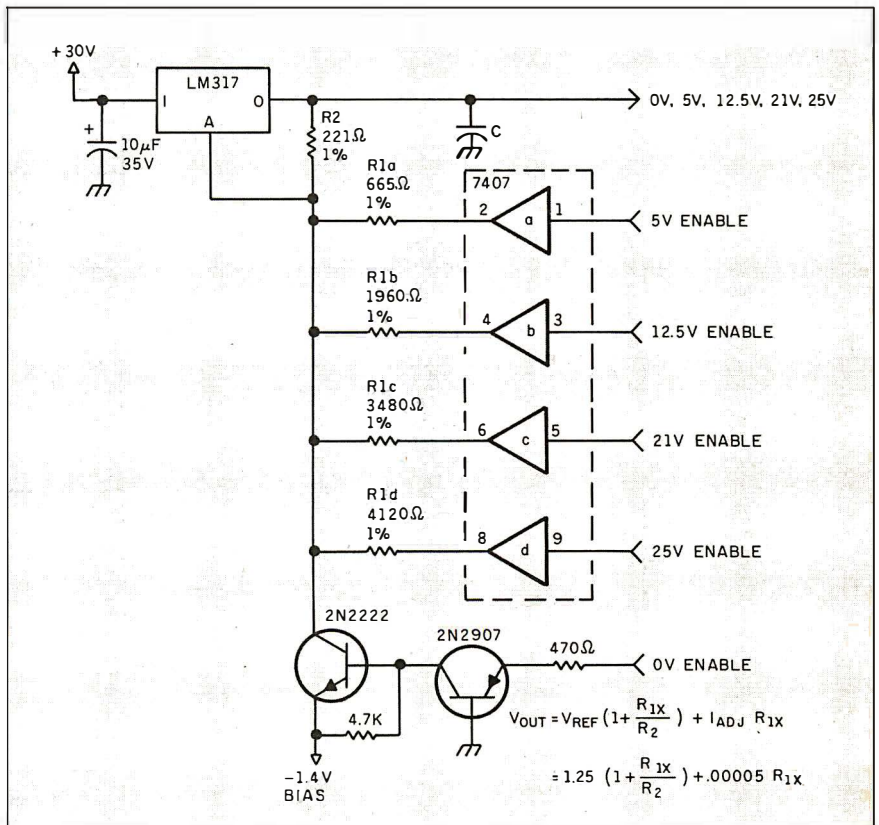 +30V
LM317
I
O
A
+
10µF
35V
R2
221Ω
1%
C
0V, 5V, 12.5V, 21V, 25V
R1a
665Ω
1%
7407
2
a
1
5V ENABLE
R1b
1960Ω
1%
4
b
3
12.5V ENABLE
R1c
3480Ω
1%
6
c
5
21V ENABLE
R1d
4120Ω
1%
8
d
9
25V ENABLE
2N2222
2N2907
470Ω
0V ENABLE
4.7K
-1.4V
BIAS
VOUT = VREF (1 + R1X / R2) + IADJ R1X
= 1.25 (1 + R1X / R2) + .00005 R1X